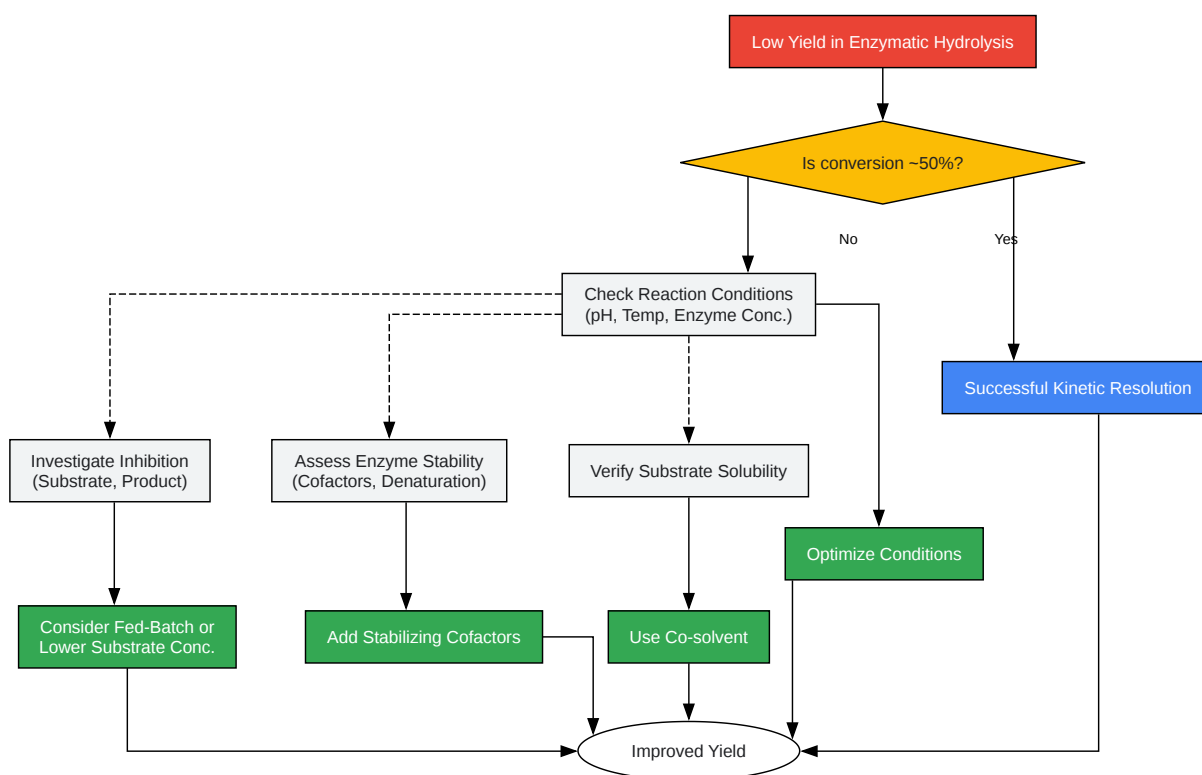 Low Yield in Enzymatic Hydrolysis
Is conversion ~50%?
No
Yes
Check Reaction Conditions
(pH, Temp, Enzyme Conc.)
Successful Kinetic Resolution
Investigate Inhibition
(Substrate, Product)
Assess Enzyme Stability
(Cofactors, Denaturation)
Verify Substrate Solubility
Optimize Conditions
Consider Fed-Batch or
Lower Substrate Conc.
Add Stabilizing Cofactors
Use Co-solvent
Improved Yield